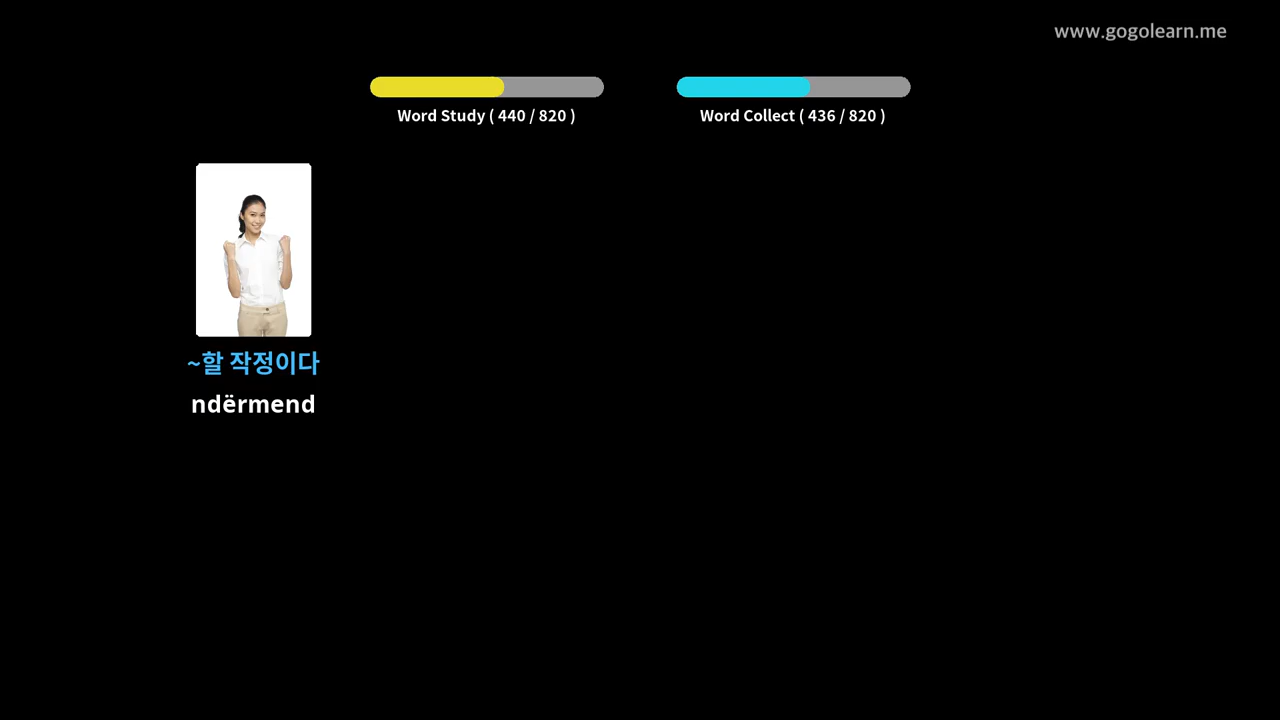 www.gogolearn.me
Word Study ( 440 / 820 )
Word Collect ( 436 / 820 )
~할 작정이다
ndërmend